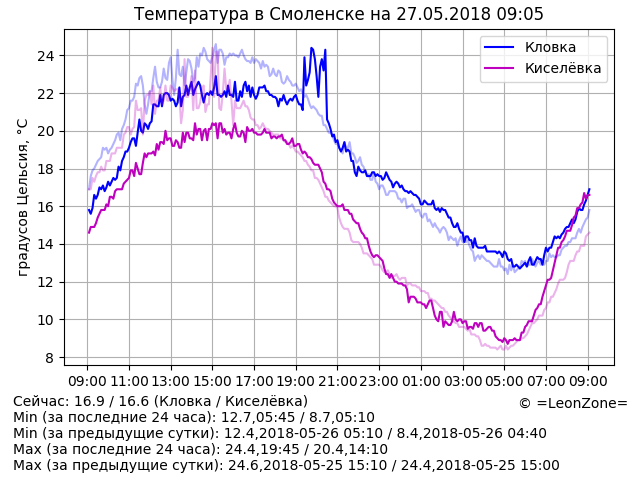 Температура в Смоленске на 27.05.2018 09:05
Кловка
Киселёвка
градусов Цельсия, °C
24
22
20
18
16
14
12
10
8
09:00 11:00 13:00 15:00 17:00 19:00 21:00 23:00 01:00 03:00 05:00 07:00 09:00
Сейчас: 16.9 / 16.6 (Кловка / Киселёвка)
© =LeonZone=
Min (за последние 24 часа): 12.7,05:45 / 8.7,05:10
Min (за предыдущие сутки): 12.4,2018-05-26 05:10 / 8.4,2018-05-26 04:40
Max (за последние 24 часа): 24.4,19:45 / 20.4,14:10
Max (за предыдущие сутки): 24.6,2018-05-25 15:10 / 24.4,2018-05-25 15:00